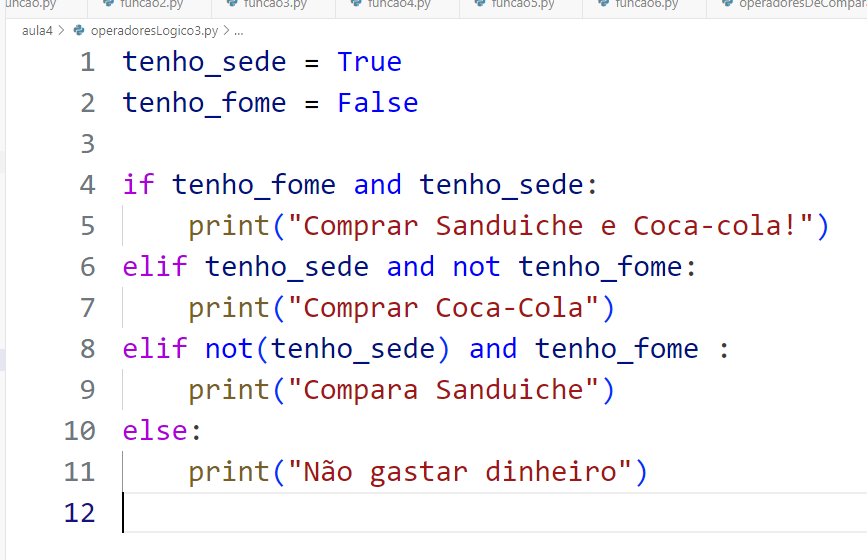 funcao2.py funcao3.py funcao4.py funcao5.py funcao6.py
aula4 > operadoresLogico3.py > ...
1 tenho_sede = True
2 tenho_fome = False
3
4 if tenho_fome and tenho_sede:
5 print("Comprar Sanduiche e Coca-cola!")
6 elif tenho_sede and not tenho_fome:
7 print("Comprar Coca-Cola")
8 elif not(tenho_sede) and tenho_fome :
9 print("Compara Sanduiche")
10 else:
11 print("Não gastar dinheiro")
12